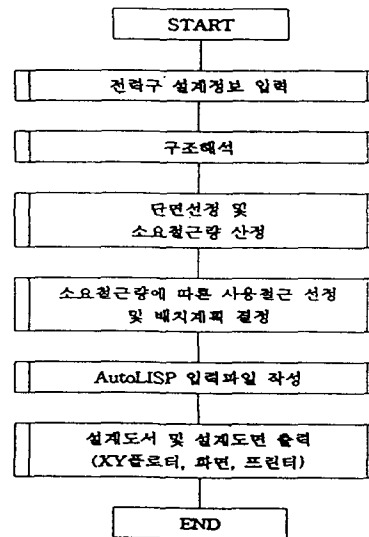 START
전력구 설계정보 입력
구조해석
단면선정 및
소요철근량 산정
소요철근량에 따른 사용철근 선정
및 배치계획 결정
AutoLISP 입력파일 작성
설계도서 및 설계도면 출력
(XY플로터, 화면, 프린터)
END